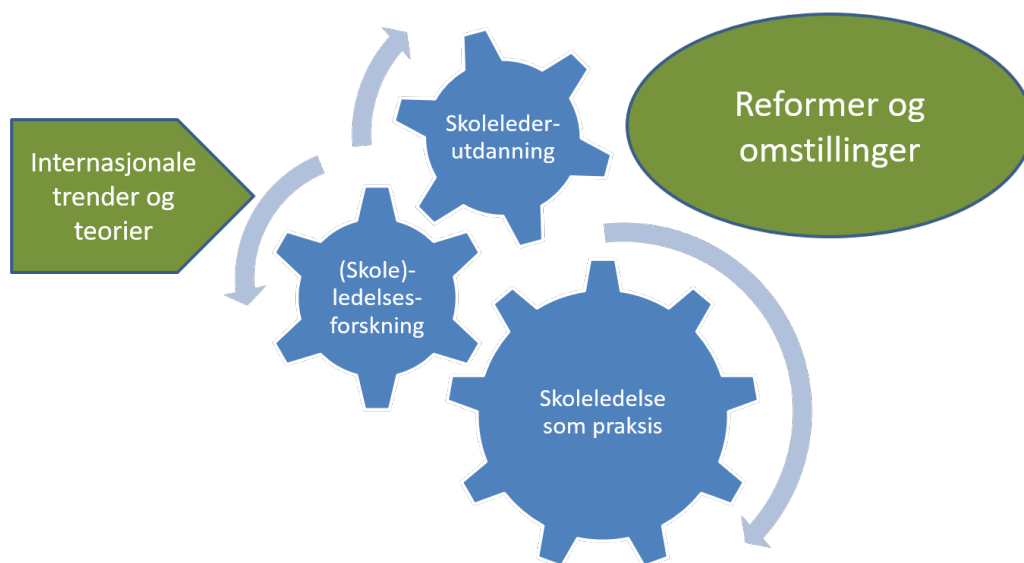 Internasjonale
trender og
teorier
Skoleleder-
utdanning
Reformer og
omstillinger
(Skole)-
ledelses-
forskning
Skoleledelse
som praksis